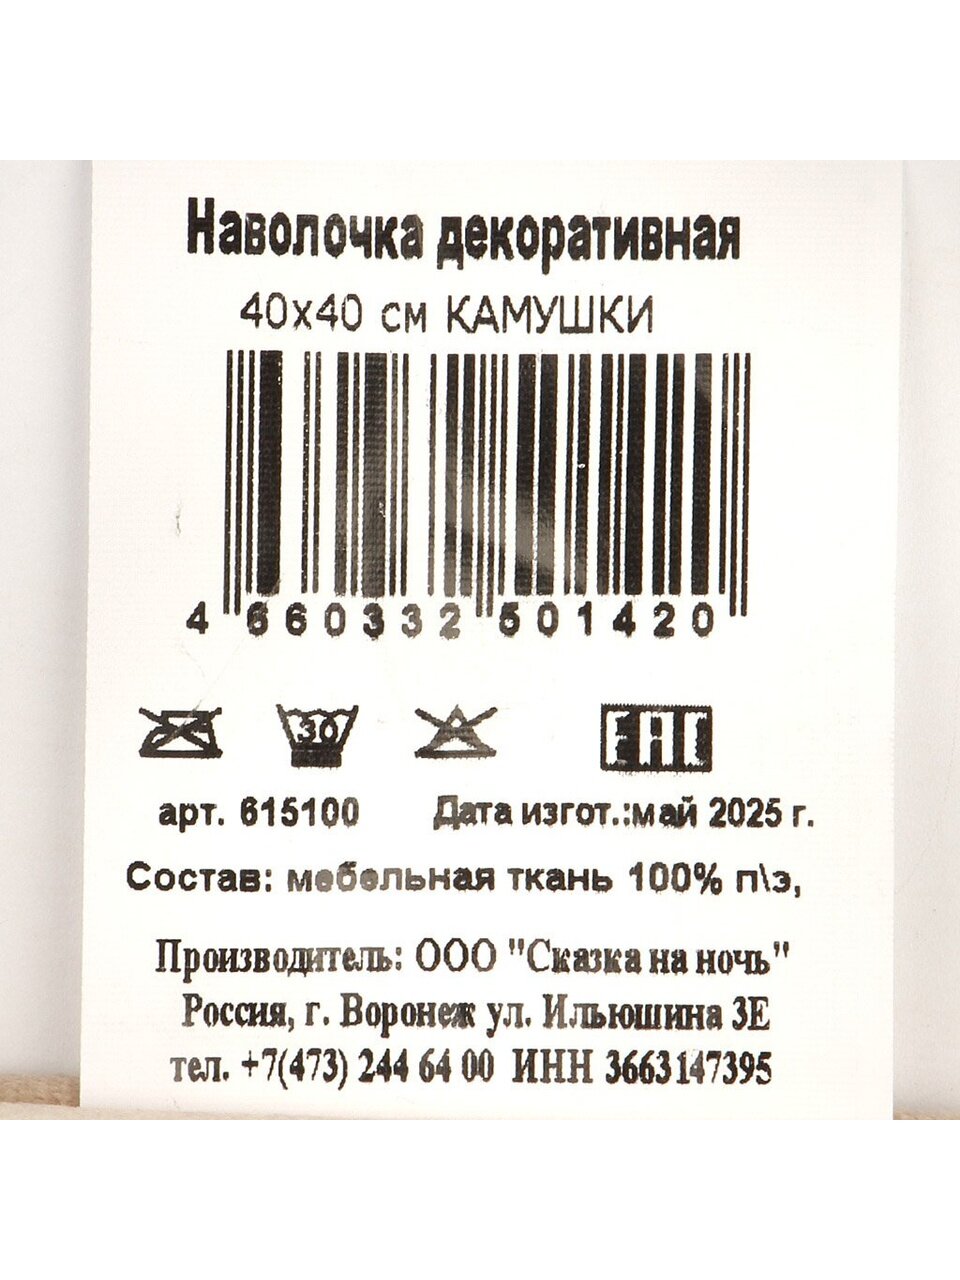 Наволочка декоративная
40х40 см КАМУШКИ
4 660332 501420
30 ЕАС
арт. 615100 Дата изгот.:май 2025 г.
Состав: мебельная ткань 100% п\э,
Производитель: ООО "Сказка на ночь"
Россия, г. Воронеж ул. Ильюшина 3Е
тел. +7(473) 244 64 00 ИНН 3663147395